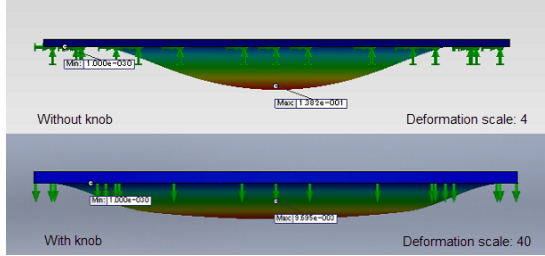 Min: 1.000e-030
Max: 1.382e-001
Without knob
Deformation scale: 4
Min: 1.000e-030
Max: 9.695e-003
With knob
Deformation scale: 40